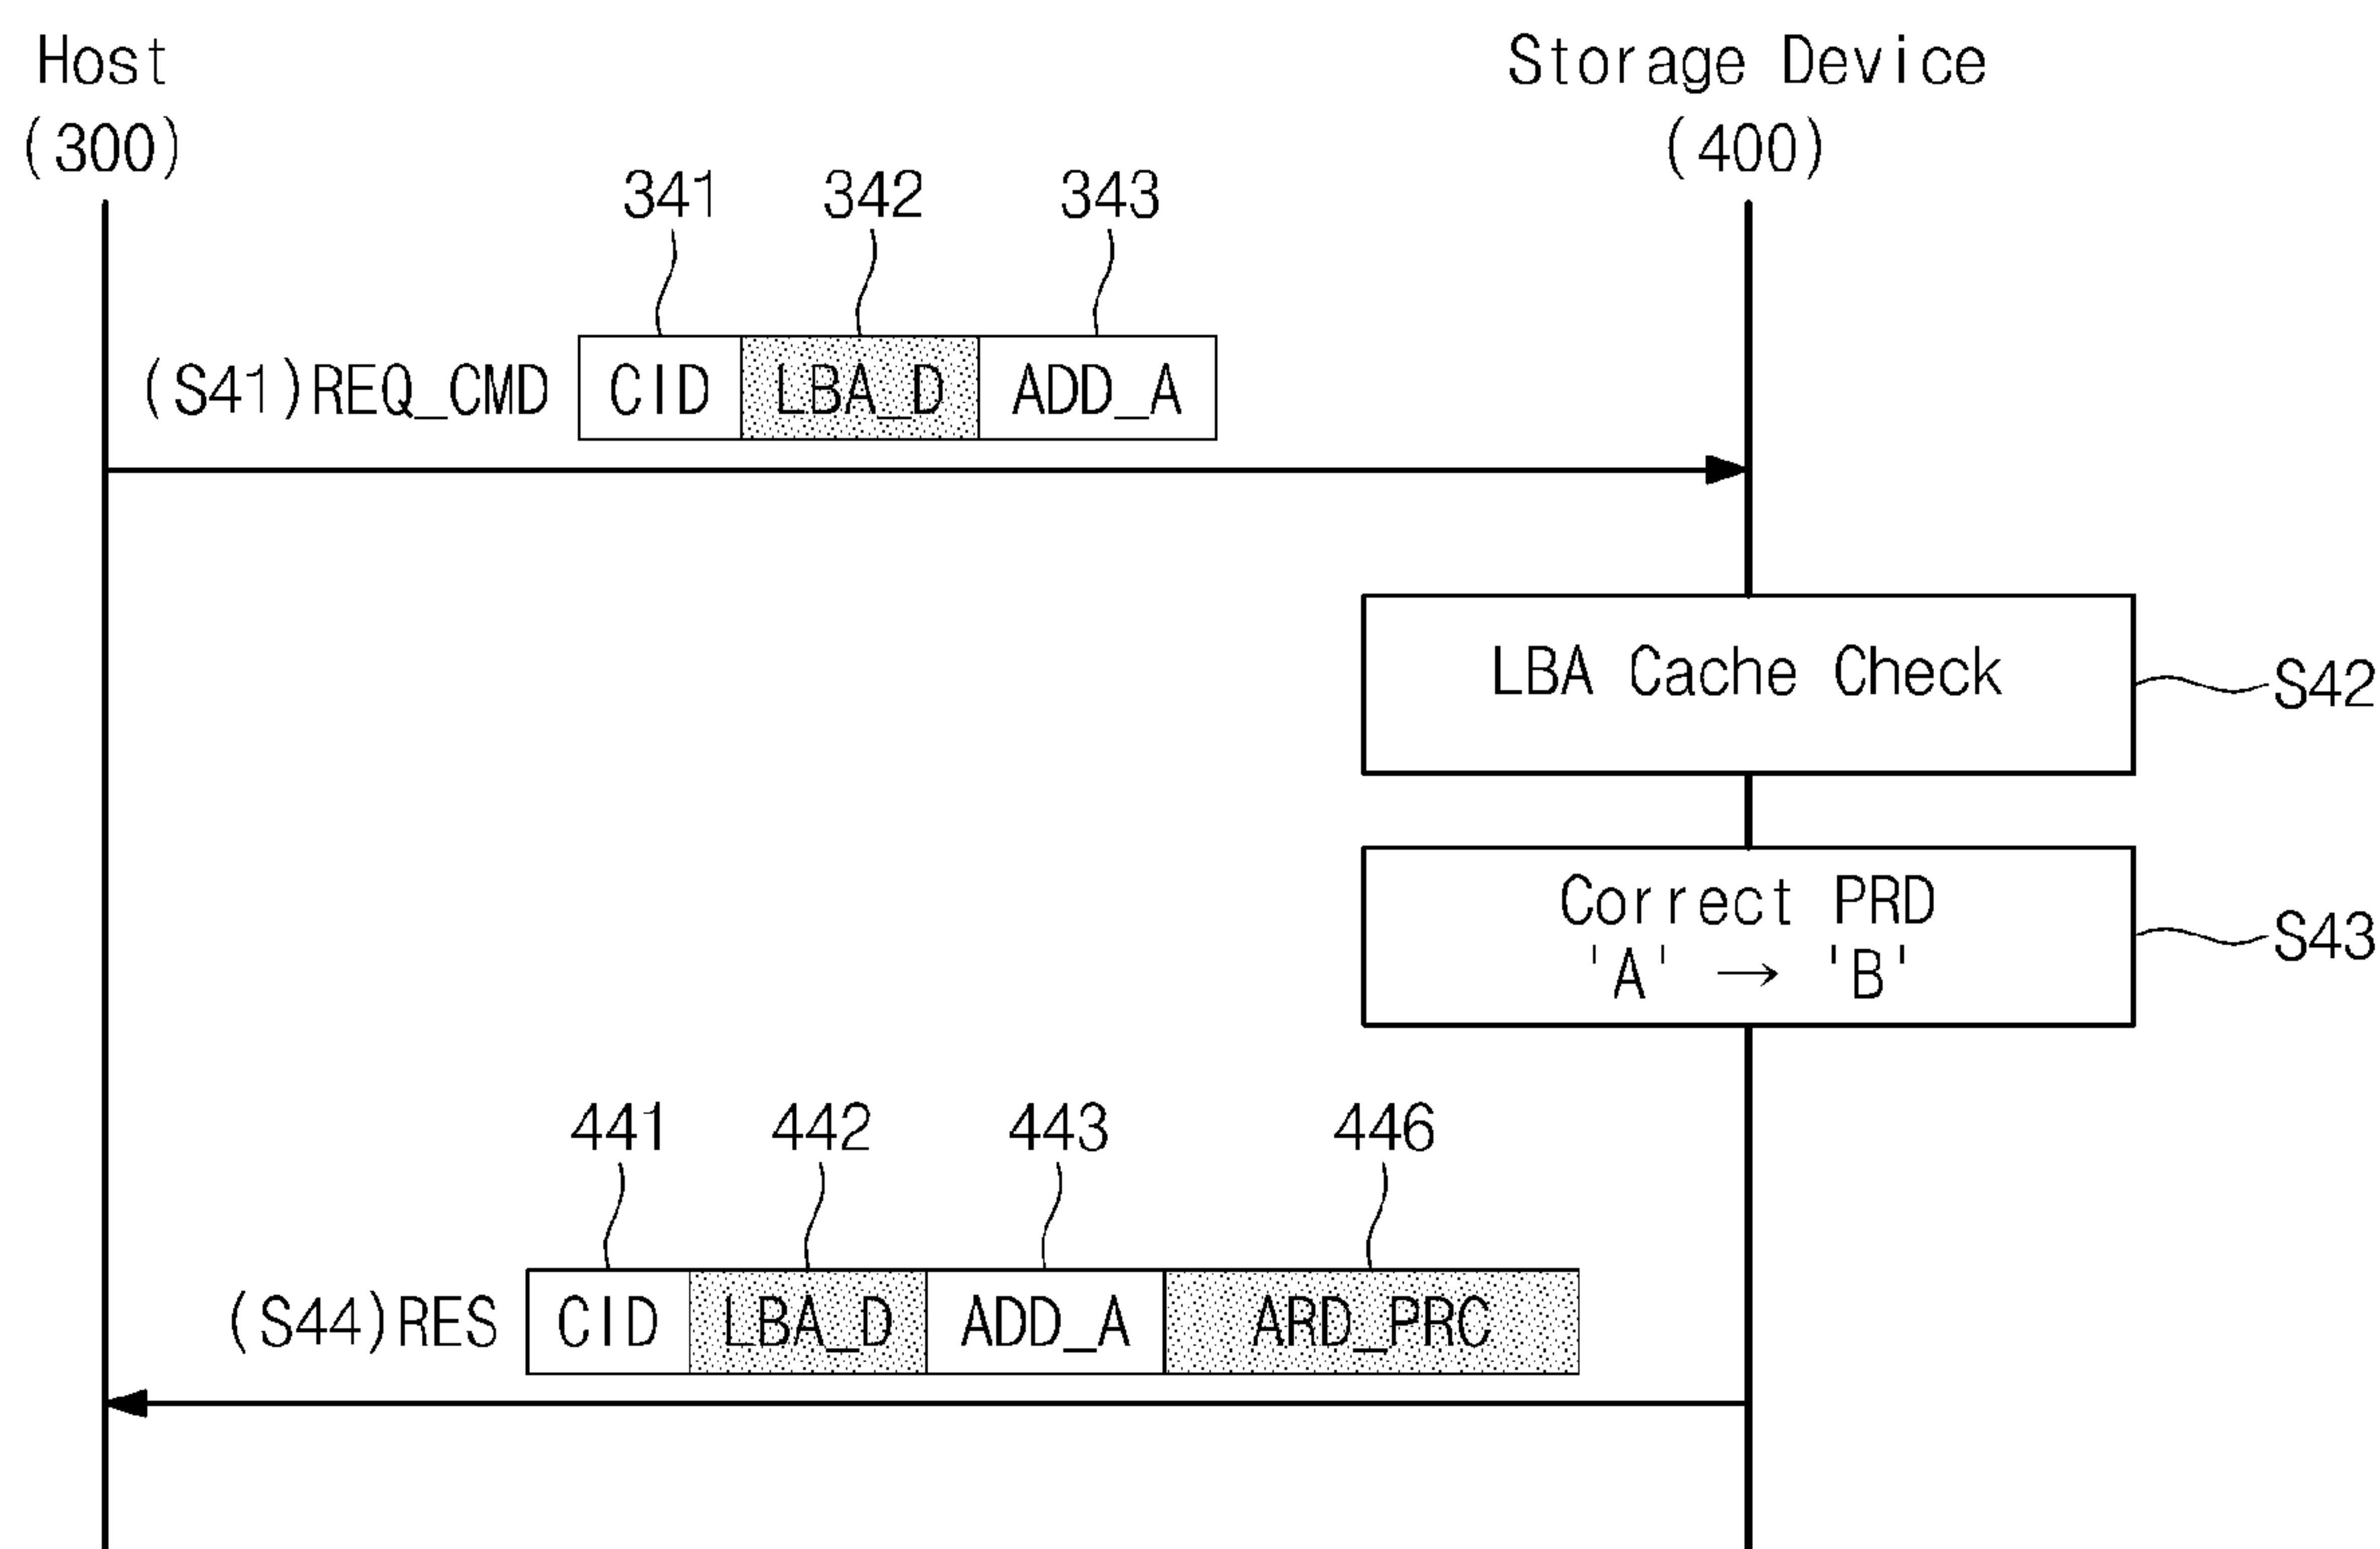 Host
(300)
Storage Device
(400)
341 342 343
(S41)REQ_CMD CID LBA_D ADD_A
LBA Cache Check
S42
Correct PRD
'A' → 'B'
S43
441 442 443 446
(S44)RES CID LBA_D ADD_A ARD_PRC